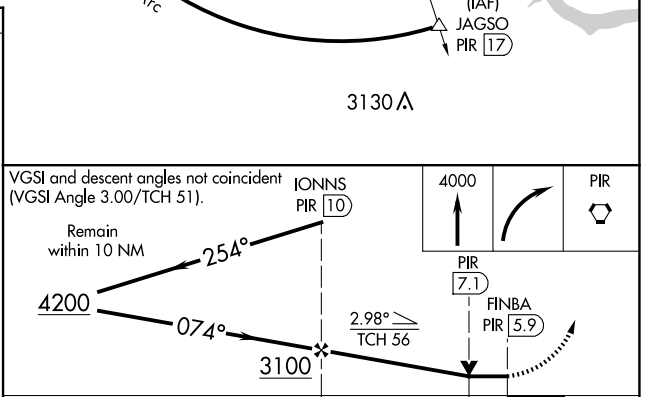 Arc
(IAF)
JAGSO
PIR 17
3130
VGSI and descent angles not coincident
(VGSI Angle 3.00/TCH 51).
IONNS
PIR 10
4000
PIR
Remain
within 10 NM
254°
4200
074°
3100
2.98°
TCH 56
PIR
7.1
FINBA
PIR 5.9